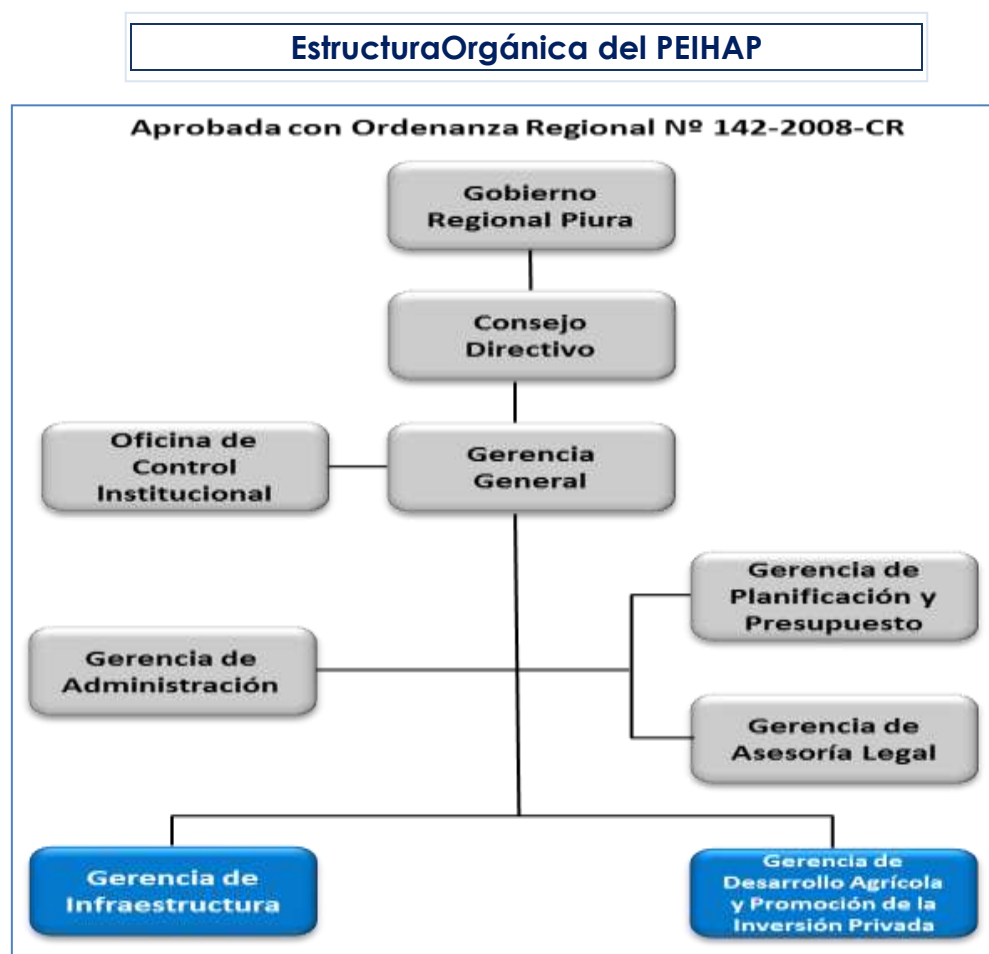 EstructuraOrgánica del PEIHAP
Aprobada con Ordenanza Regional Nº 142-2008-CR
Gobierno
Regional Piura
Consejo
Directivo
Oficina de
Control
Institucional
Gerencia
General
Gerencia de
Planificación y
Presupuesto
Gerencia de
Administración
Gerencia de
Asesoría Legal
Gerencia de
Infraestructura
Gerencia de
Desarrollo Agrícola
y Promoción de la
Inversión Privada